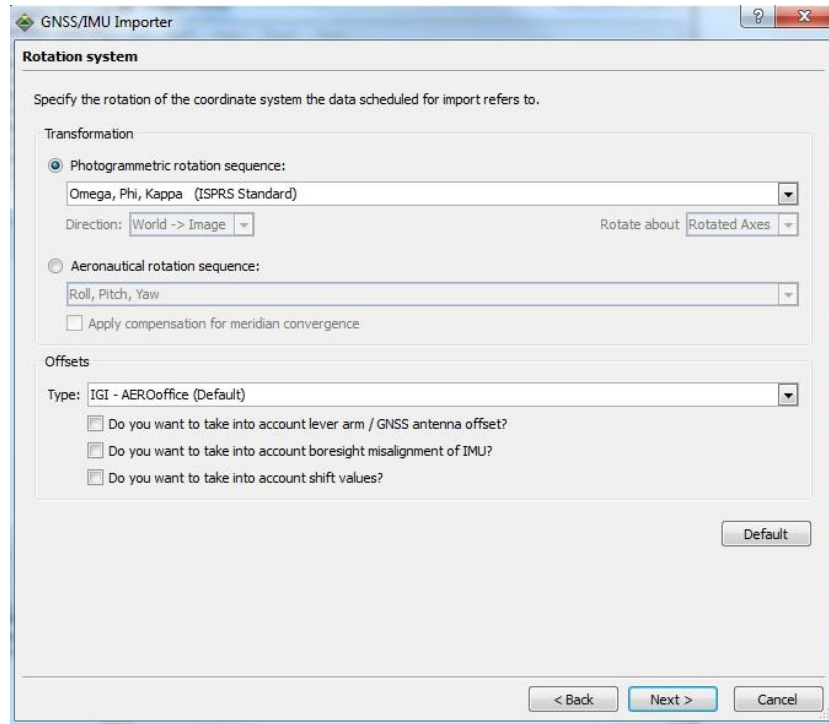 GNSS/IMU Importer
Rotation system
Specify the rotation of the coordinate system the data scheduled for import refers to.
Transformation
Photogrammetric rotation sequence:
Omega, Phi, Kappa (ISPRS Standard)
Direction: World -> Image Rotate about Rotated Axes
Aeronautical rotation sequence:
Roll, Pitch, Yaw
Apply compensation for meridian convergence
Offsets
Type: IGI - AEROoffice (Default)
Do you want to take into account lever arm / GNSS antenna offset?
Do you want to take into account boresight misalignment of IMU?
Do you want to take into account shift values?
Default
< Back Next > Cancel